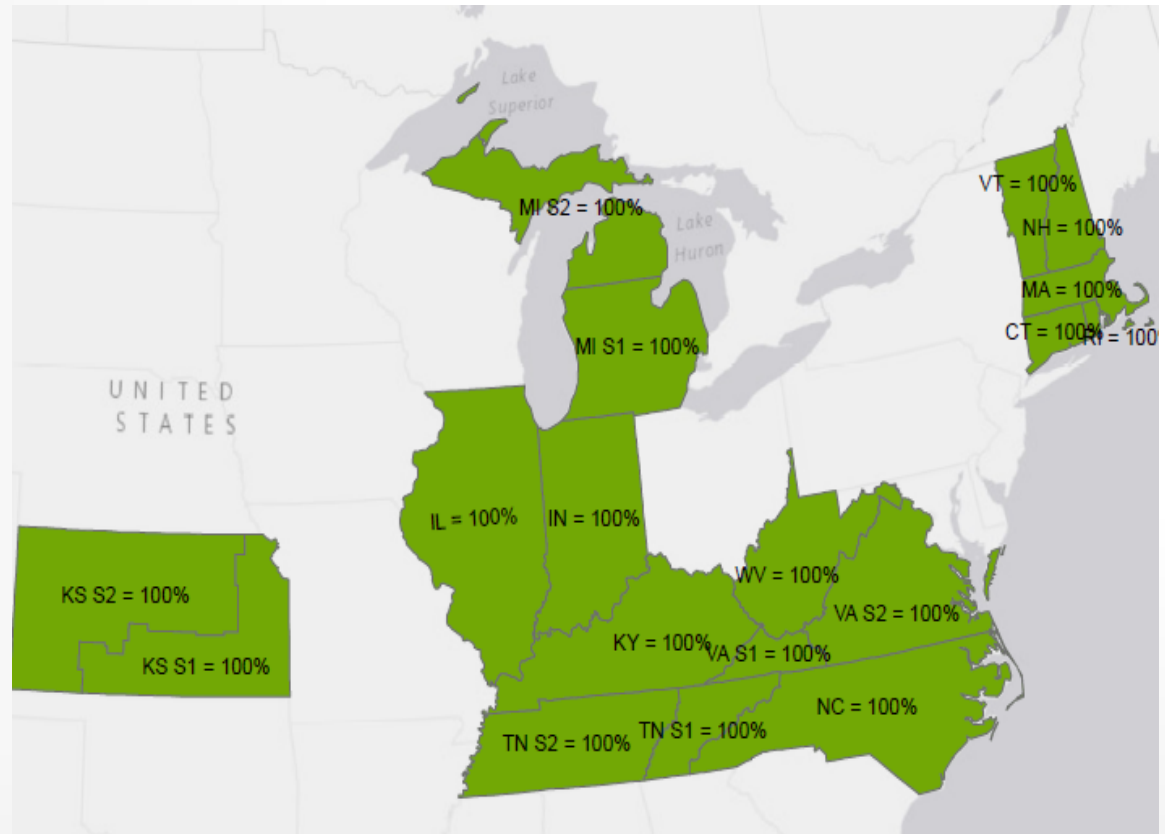 Lake
Superior
VT = 100%
MI S2 = 100%
Lake
Huron
NH = 100%
MA = 100%
CT = 100%
RI = 100
MI S1 = 100%
UNITED
STATES
IL = 100%
IN = 100%
WV = 100%
KS S2 = 100%
VA S2 = 100%
KY = 100%
VA S1 = 100%
KS S1 = 100%
NC = 100%
TN S1 = 100%
TN S2 = 100%